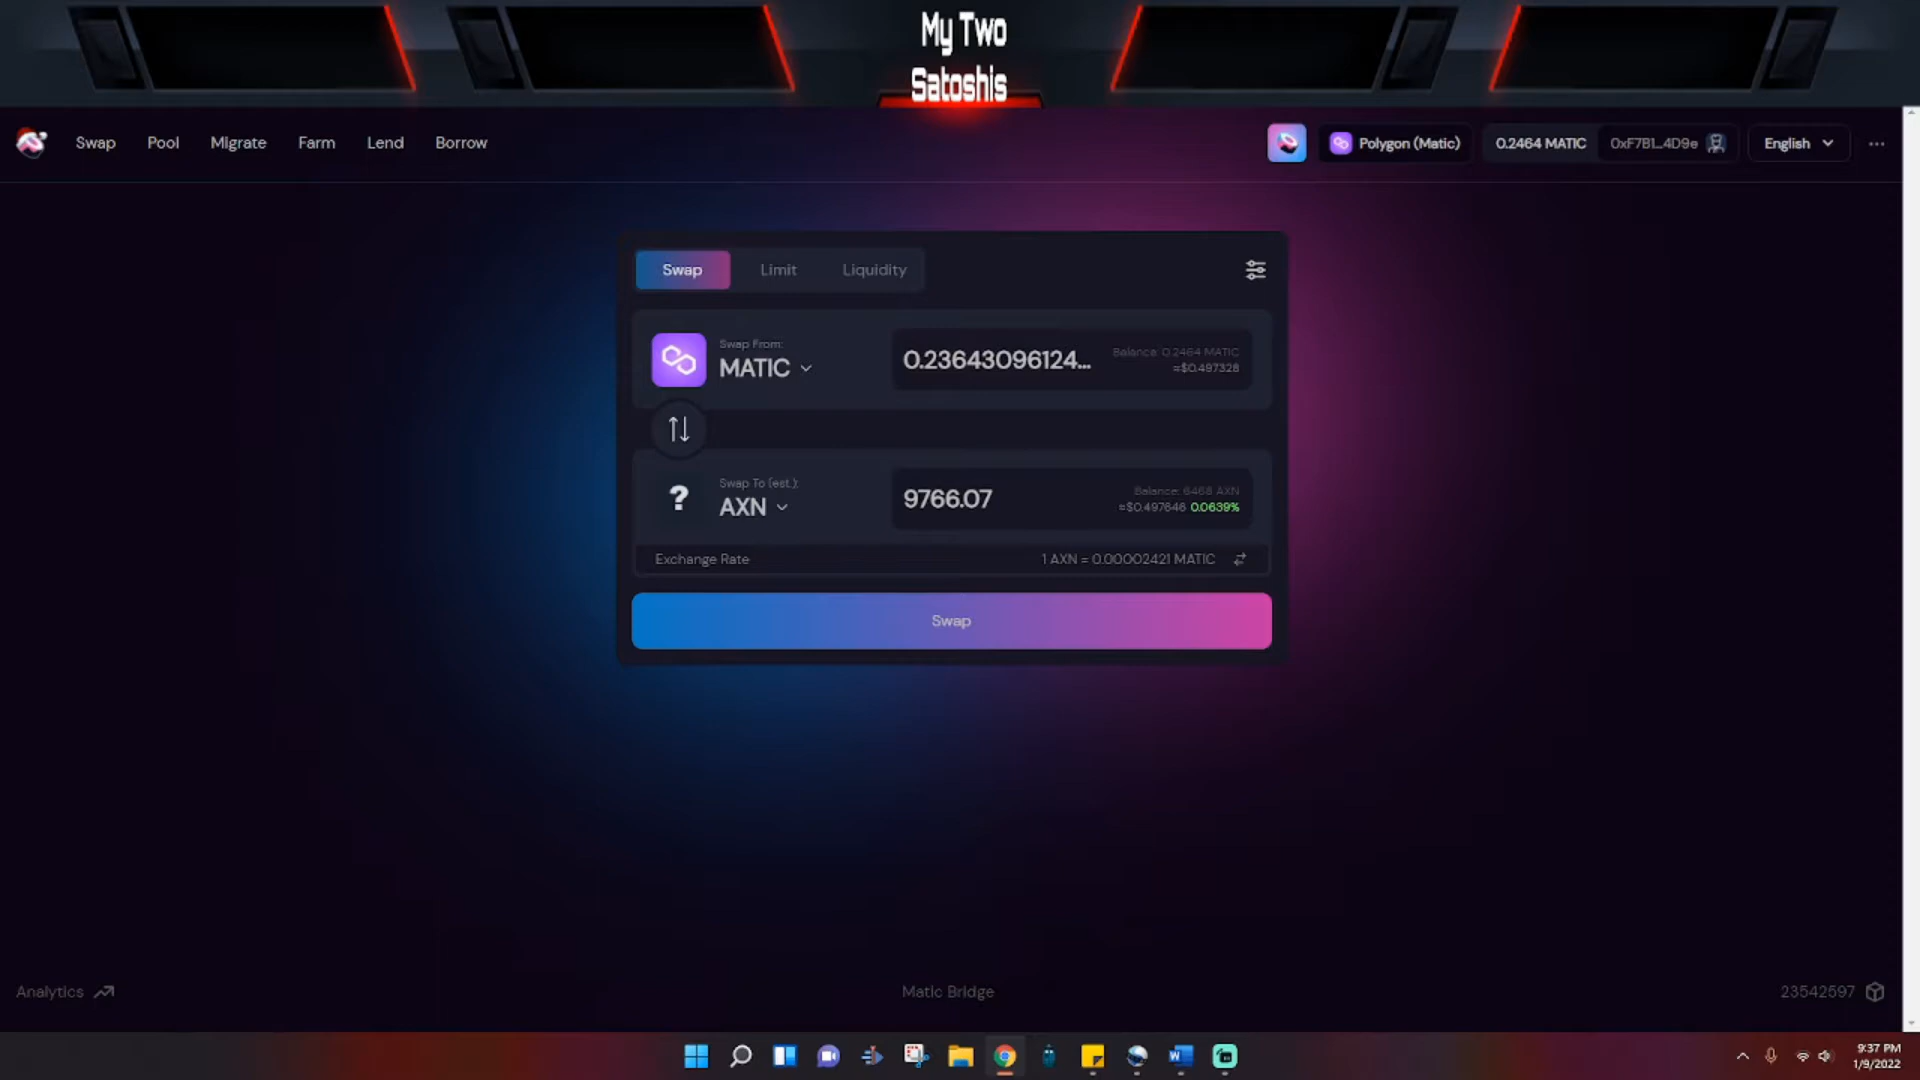 My Two
Satoshis
Swap Pool Migrate Farm Lend Borrow
Polygon (Matic) 0.2464 MATIC 0xF7B1...4D9e English ...
Swap Limit Liquidity
Swap From:
MATIC
0.23643096124...
Balance: 0.2464 MATIC
≈$0.497328
?
Swap To (est.):
AXN
9766.07
Balance: 6468 AXN
≈$0.497646 0.0639%
Exchange Rate 1 AXN = 0.00002421 MATIC
Swap
Analytics Matic Bridge 23542597
9:37 PM
1/9/2022